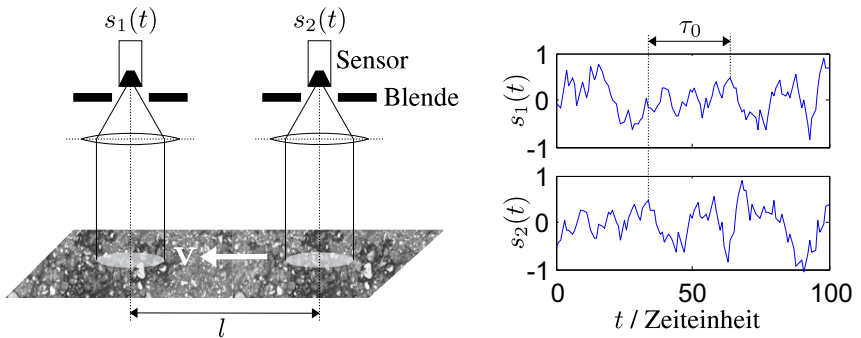 s₁(t)
s₂(t)
Sensor
Blende
v
l
τ₀
1
0
-1
s₁(t)
1
0
-1
s₂(t)
0
50
100
t / Zeiteinheit